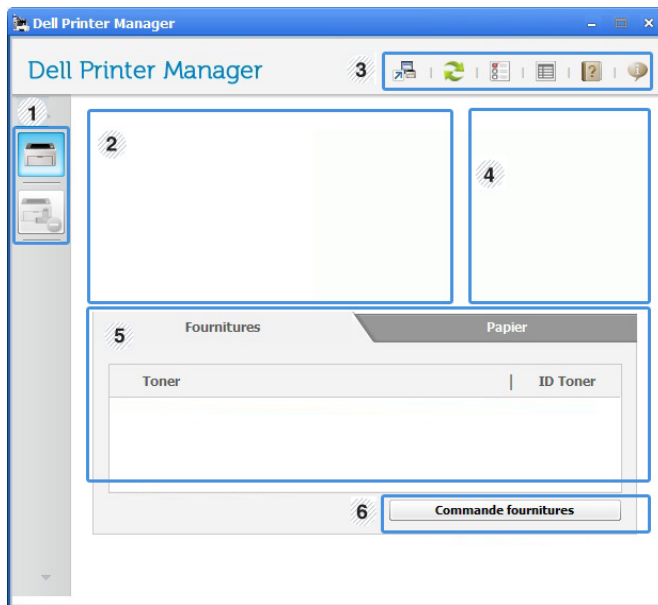 Dell Printer Manager
Dell Printer Manager
3
1
2
4
5
Fournitures
Papier
Toner | ID Toner
6
Commande fournitures